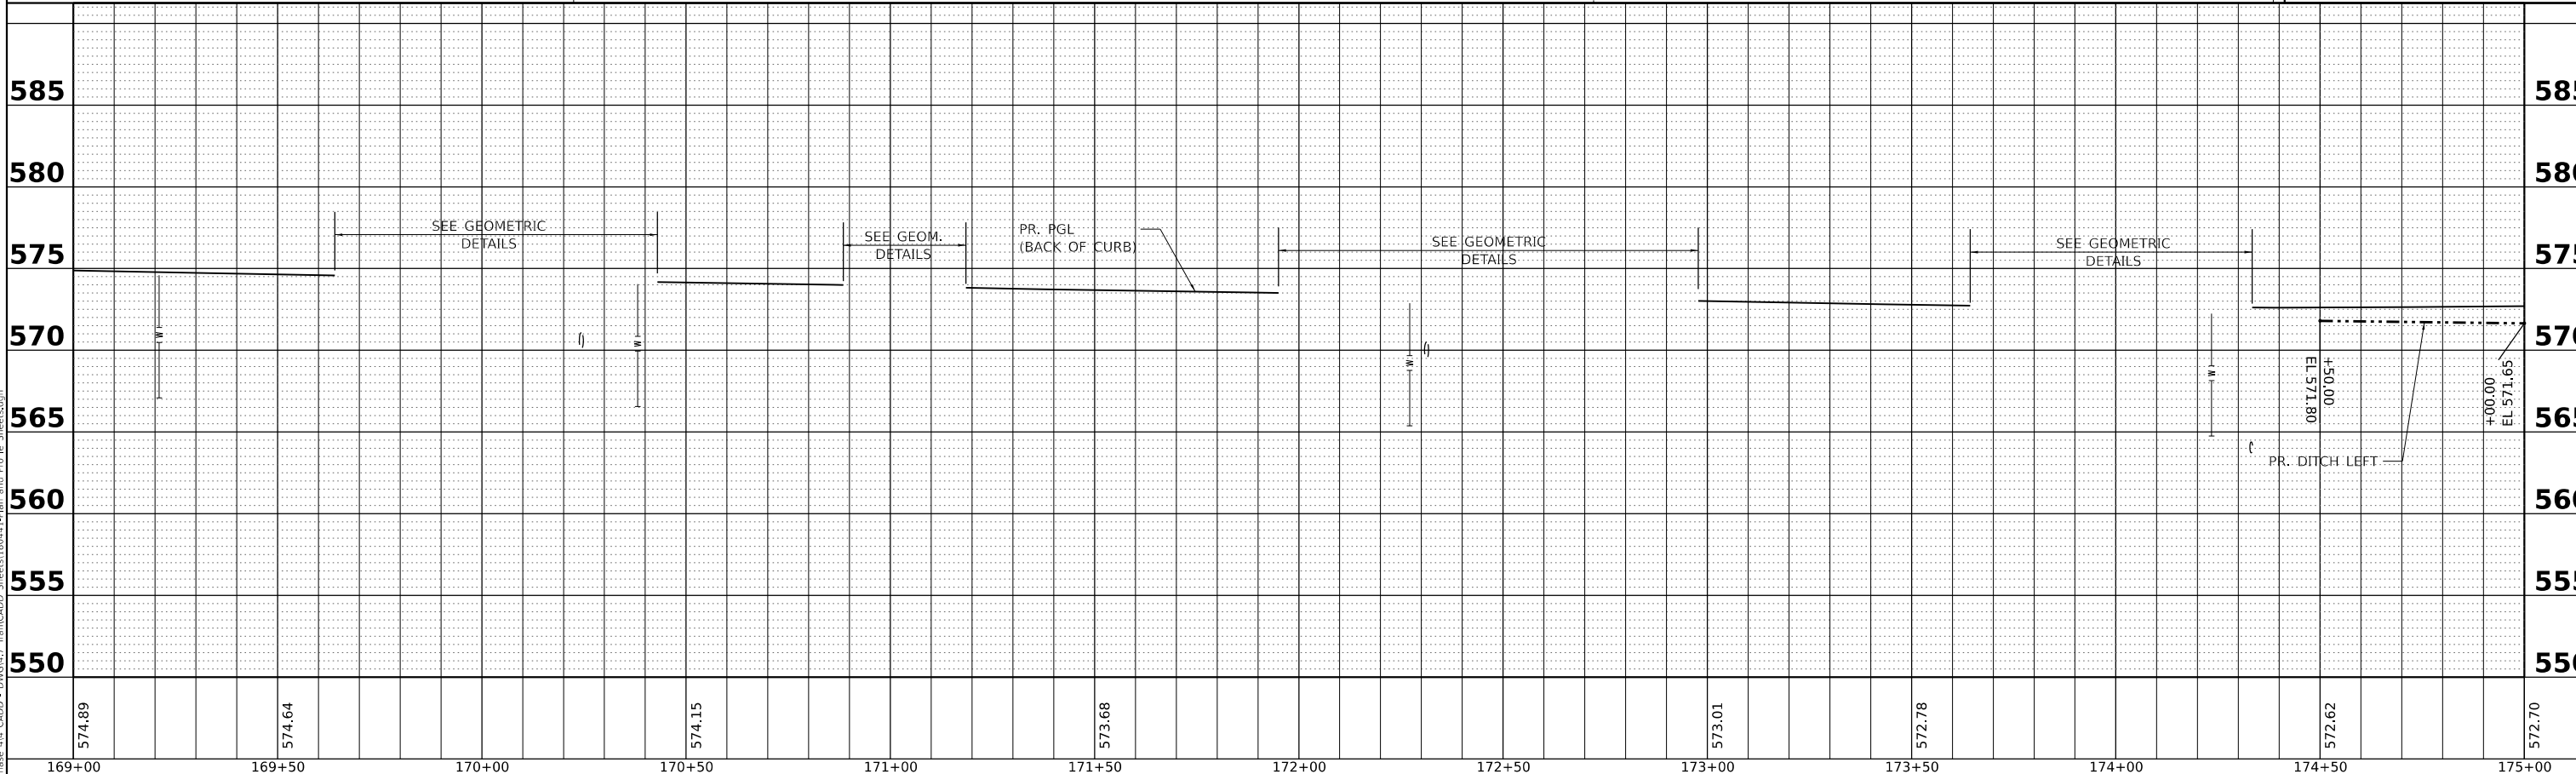 585
585
580
580
SEE GEOMETRIC
DETAILS
SEE GEOM.
DETAILS
PR. PGL
(BACK OF CURB)
SEE GEOMETRIC
DETAILS
SEE GEOMETRIC
DETAILS
575
575
W
W
W
W
570
570
+50.00
EL 571.80
+00.00
EL 571.65
565
565
PR. DITCH LEFT
560
560
555
555
550
550
574.89
574.64
574.15
573.68
573.01
572.78
572.62
572.70
169+00
169+50
170+00
170+50
171+00
171+50
172+00
172+50
173+00
173+50
174+00
174+50
175+00